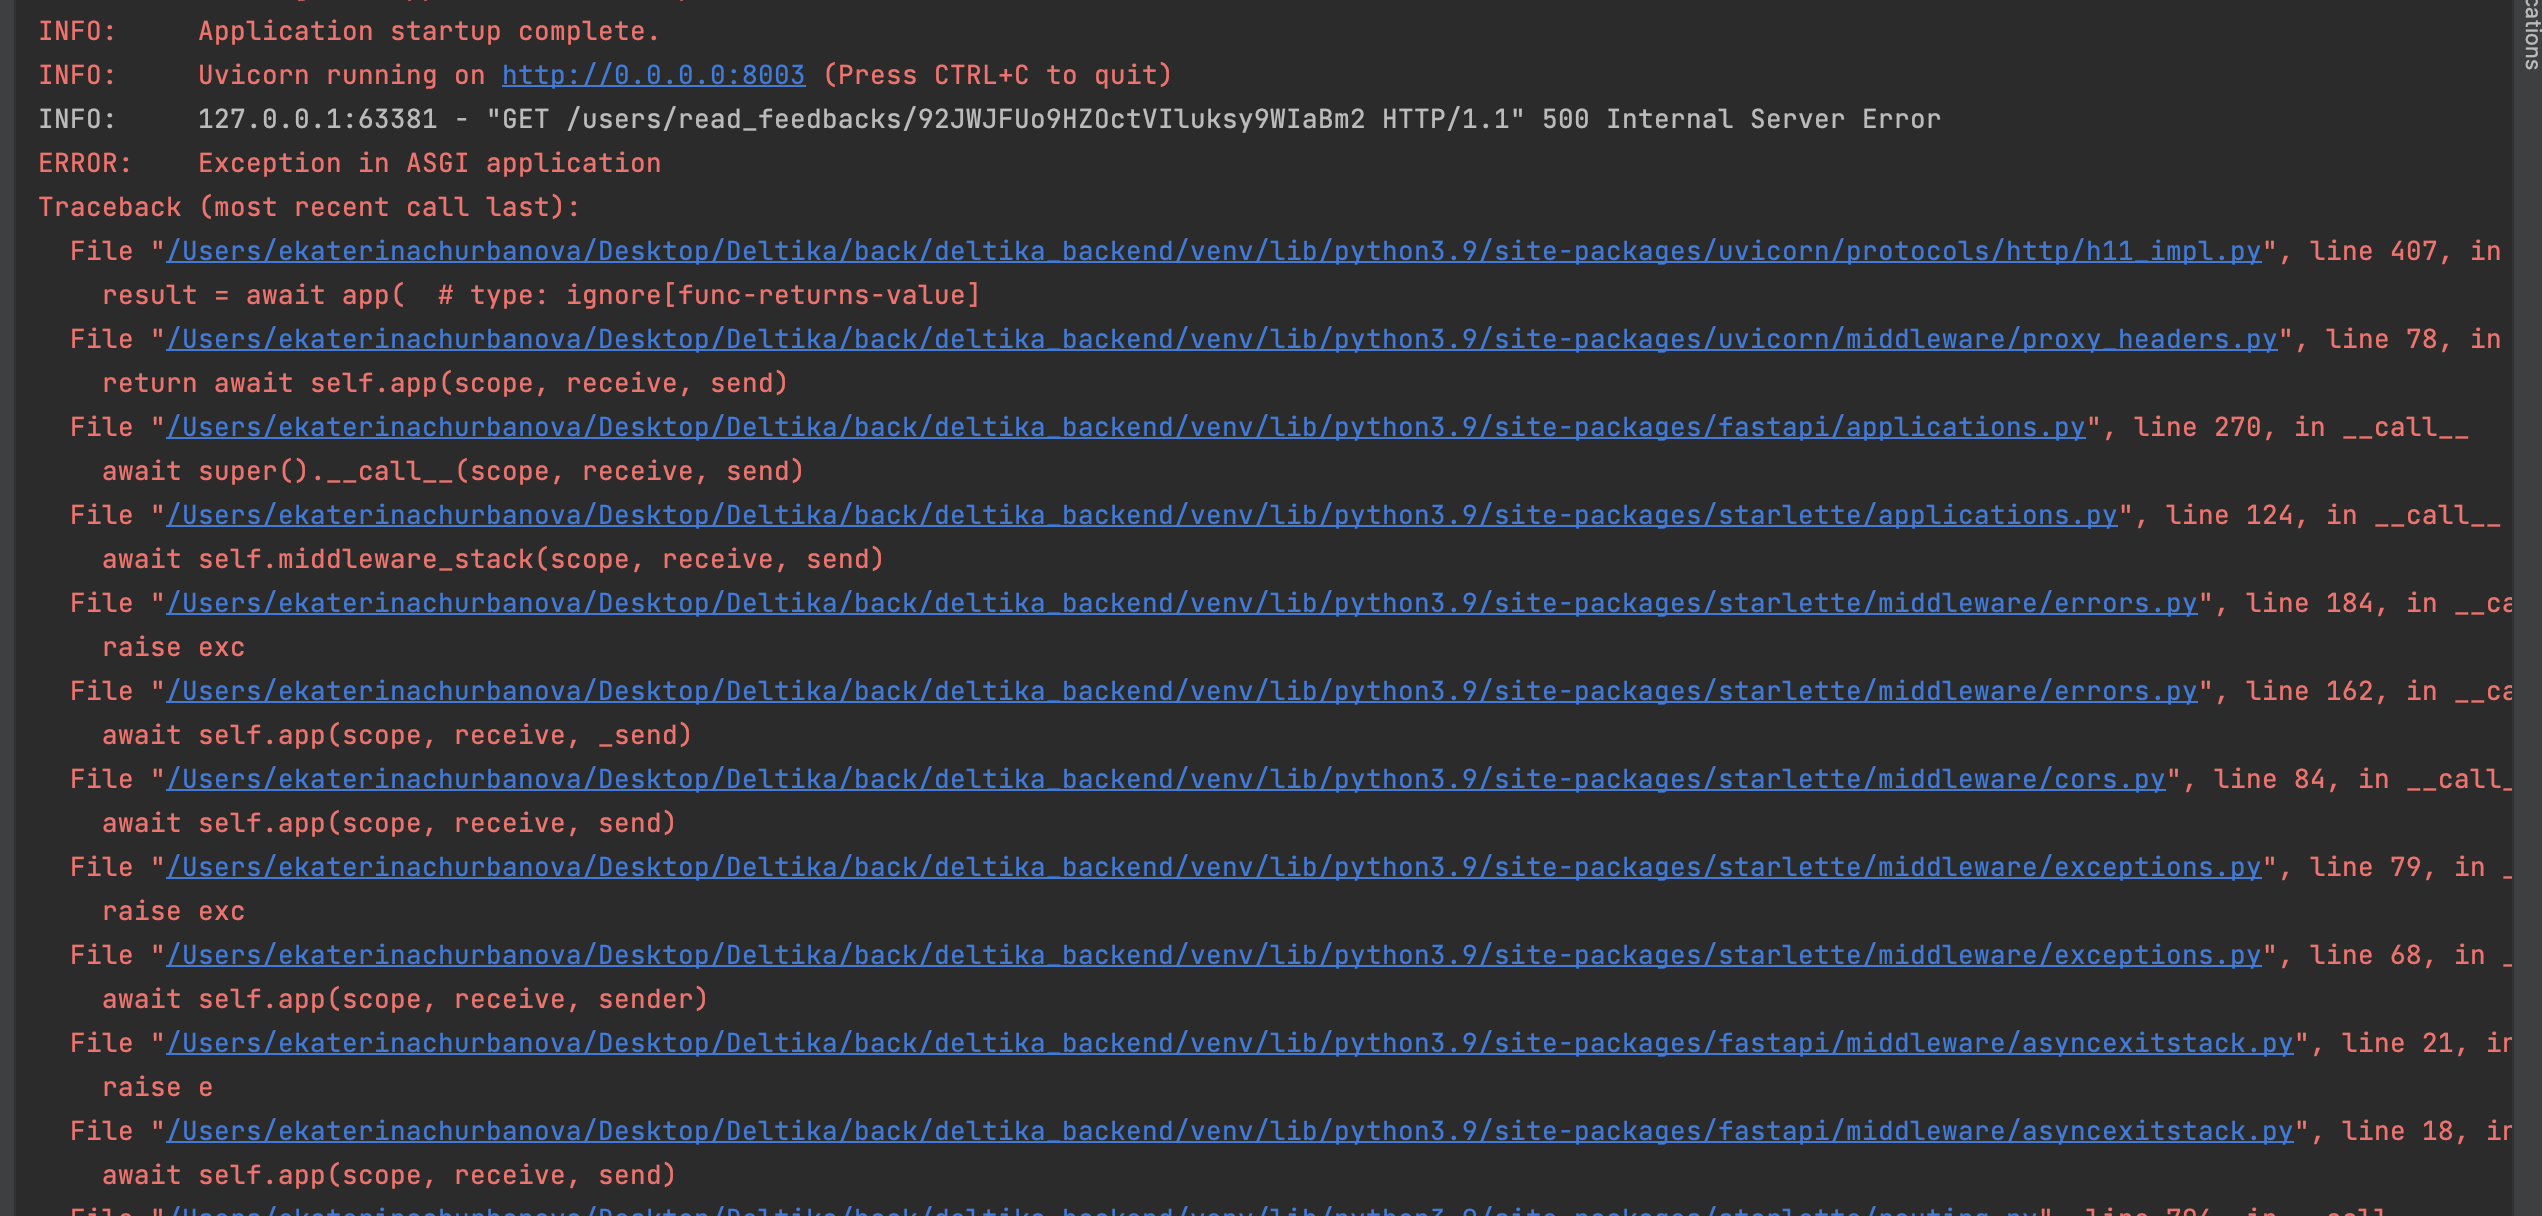 INFO:     Application startup complete.
INFO:     Uvicorn running on http://0.0.0.0:8003 (Press CTRL+C to quit)
INFO:     127.0.0.1:63381 - "GET /users/read_feedbacks/92JWJFUo9HZOctVIluksy9WIaBm2 HTTP/1.1" 500 Internal Server Error
ERROR:    Exception in ASGI application
Traceback (most recent call last):
  File "/Users/ekaterinachurbanova/Desktop/Deltika/back/deltika_backend/venv/lib/python3.9/site-packages/uvicorn/protocols/http/h11_impl.py", line 407, in
    result = await app(  # type: ignore[func-returns-value]
  File "/Users/ekaterinachurbanova/Desktop/Deltika/back/deltika_backend/venv/lib/python3.9/site-packages/uvicorn/middleware/proxy_headers.py", line 78, in
    return await self.app(scope, receive, send)
  File "/Users/ekaterinachurbanova/Desktop/Deltika/back/deltika_backend/venv/lib/python3.9/site-packages/fastapi/applications.py", line 270, in __call__
    await super().__call__(scope, receive, send)
  File "/Users/ekaterinachurbanova/Desktop/Deltika/back/deltika_backend/venv/lib/python3.9/site-packages/starlette/applications.py", line 124, in __call__
    await self.middleware_stack(scope, receive, send)
  File "/Users/ekaterinachurbanova/Desktop/Deltika/back/deltika_backend/venv/lib/python3.9/site-packages/starlette/middleware/errors.py", line 184, in __ca
    raise exc
  File "/Users/ekaterinachurbanova/Desktop/Deltika/back/deltika_backend/venv/lib/python3.9/site-packages/starlette/middleware/errors.py", line 162, in __ca
    await self.app(scope, receive, _send)
  File "/Users/ekaterinachurbanova/Desktop/Deltika/back/deltika_backend/venv/lib/python3.9/site-packages/starlette/middleware/cors.py", line 84, in __call_
    await self.app(scope, receive, send)
  File "/Users/ekaterinachurbanova/Desktop/Deltika/back/deltika_backend/venv/lib/python3.9/site-packages/starlette/middleware/exceptions.py", line 79, in _
    raise exc
  File "/Users/ekaterinachurbanova/Desktop/Deltika/back/deltika_backend/venv/lib/python3.9/site-packages/starlette/middleware/exceptions.py", line 68, in _
    await self.app(scope, receive, sender)
  File "/Users/ekaterinachurbanova/Desktop/Deltika/back/deltika_backend/venv/lib/python3.9/site-packages/fastapi/middleware/asyncexitstack.py", line 21, in
    raise e
  File "/Users/ekaterinachurbanova/Desktop/Deltika/back/deltika_backend/venv/lib/python3.9/site-packages/fastapi/middleware/asyncexitstack.py", line 18, in
    await self.app(scope, receive, send)
cations